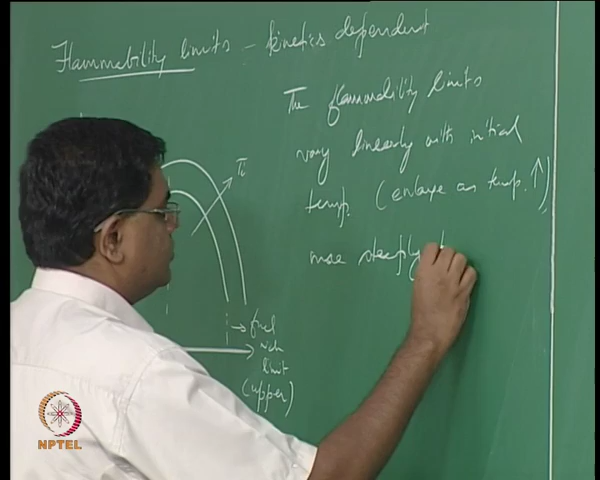 Flammability limits - kinetics dependent
The flammability limits
vary linearly with initial
temp. (enlarge as temp. ↑)
more steeply
Ti
fuel
rich
limit
(upper)
NPTEL